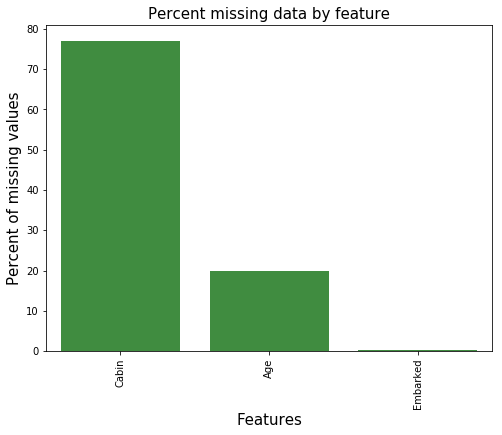 Percent missing data by feature
Percent of missing values
80
70
60
50
40
30
20
10
0
Cabin
Age
Embarked
Features